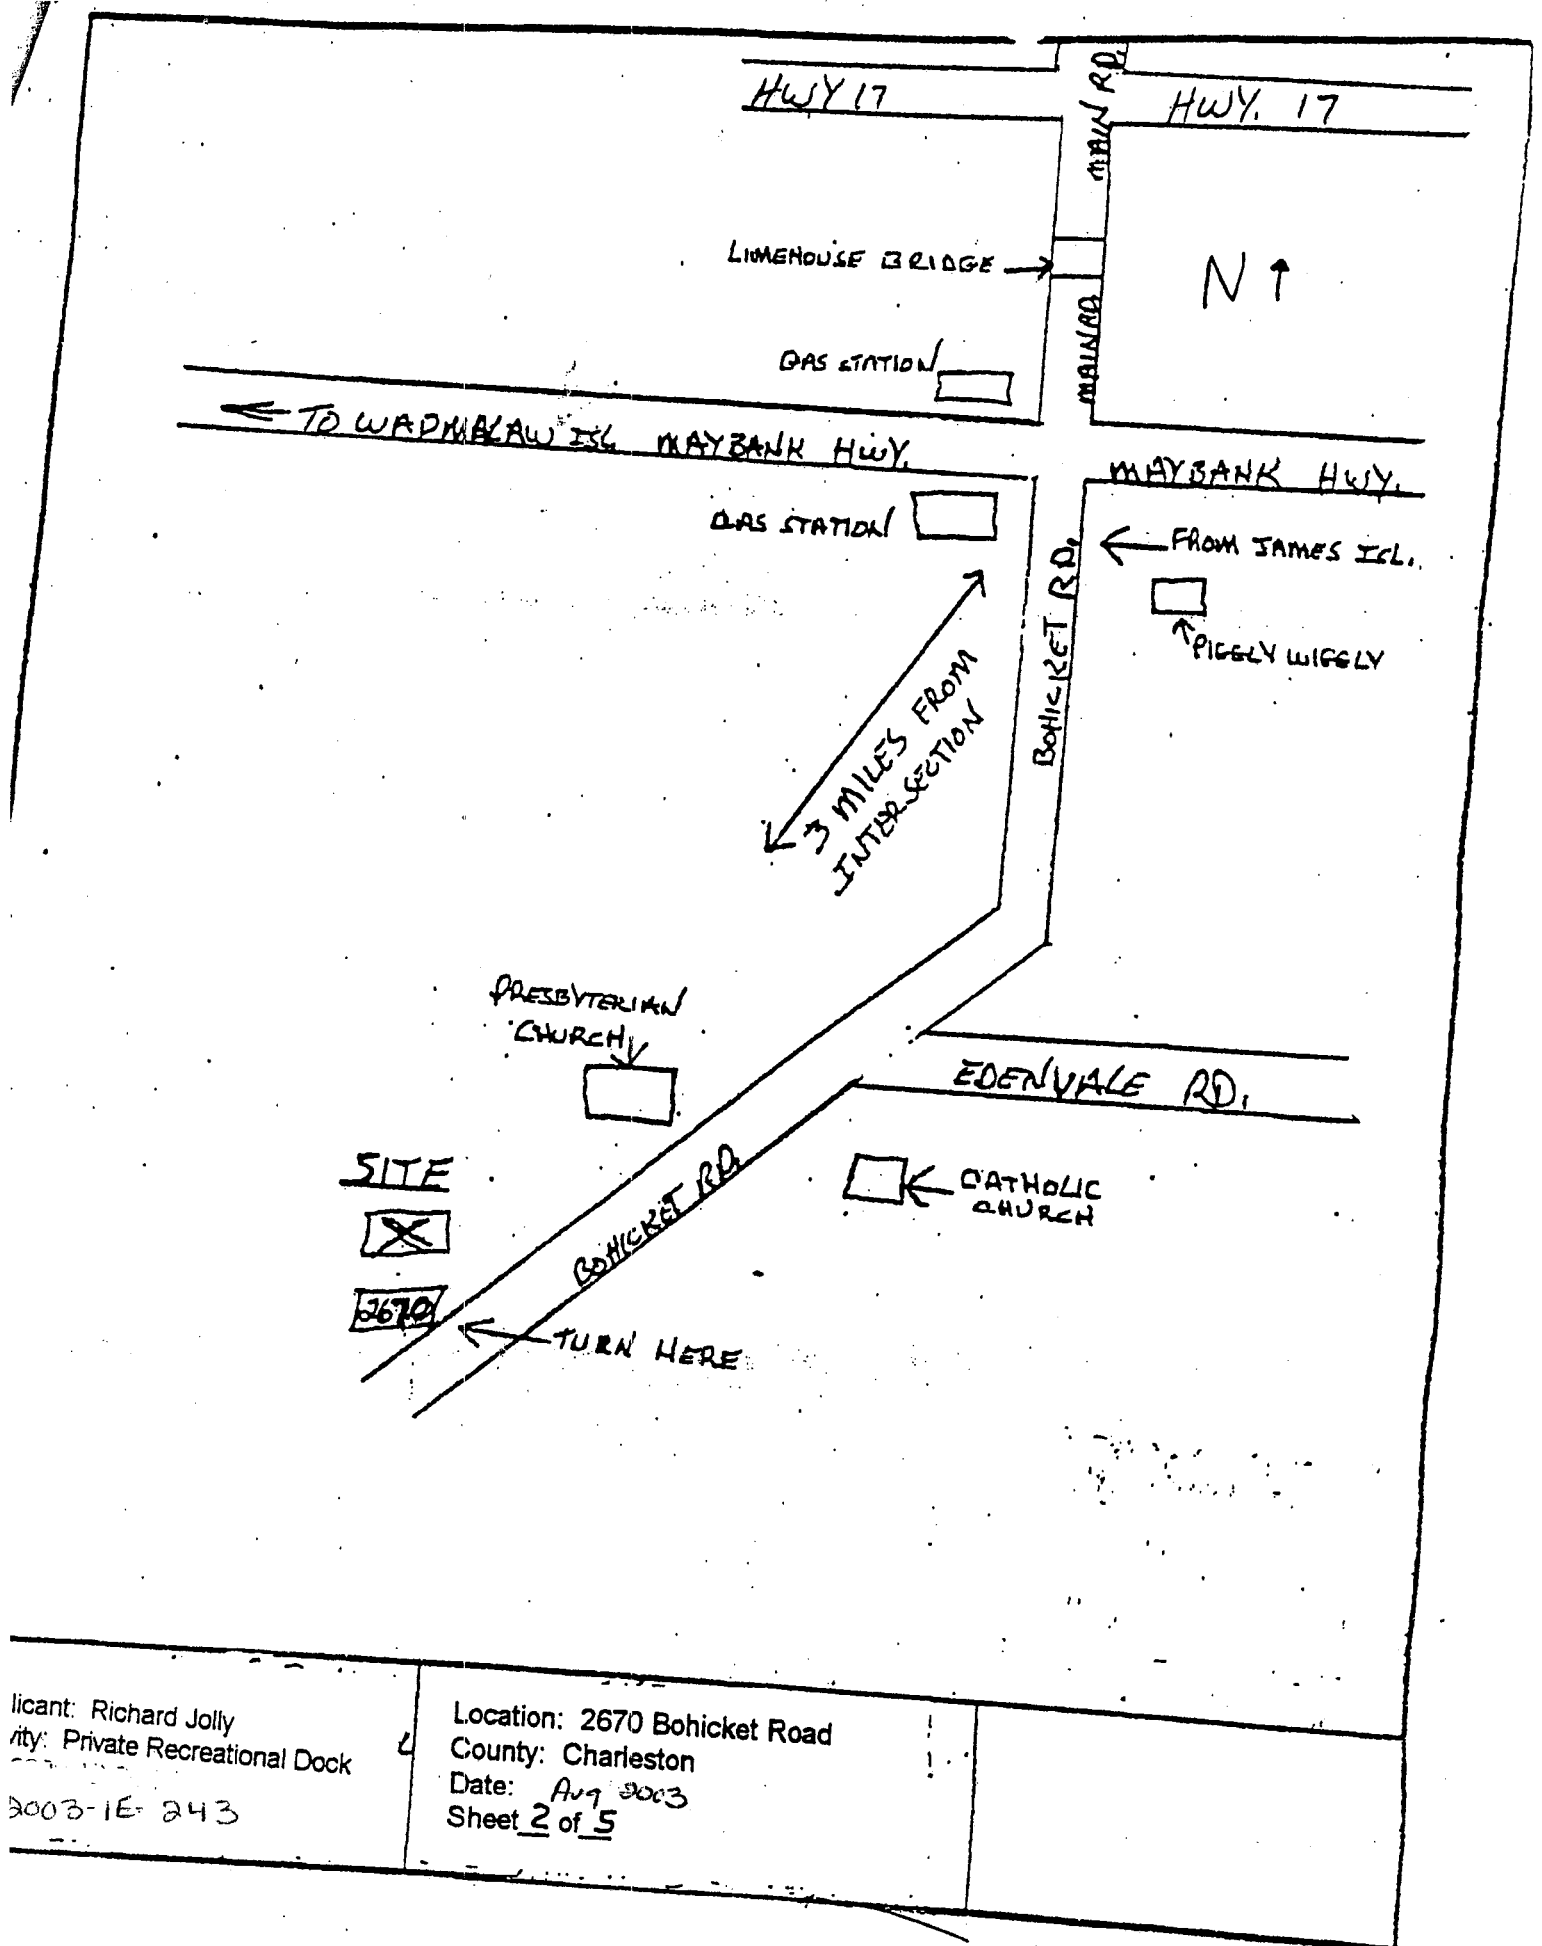 HWY 17
MAIN RD.
HWY. 17
LIMEHOUSE BRIDGE
N
MAIN RD.
GAS STATION
TO WADMALAW ISL MAYBANK HWY.
MAYBANK HWY.
GAS STATION
FROM JAMES ISL.
BOHICKET RD.
PIGGLY WIGGLY
3 MILES FROM
INTERSECTION
PRESBYTERIAN
CHURCH
EDENVALE RD.
SITE
X
CATHOLIC
CHURCH
BOHICKET RD.
2670
TURN HERE
licant: Richard Jolly
vity: Private Recreational Dock
2003-1E-243
Location: 2670 Bohicket Road
County: Charleston
Date: Aug 2003
Sheet 2 of 5